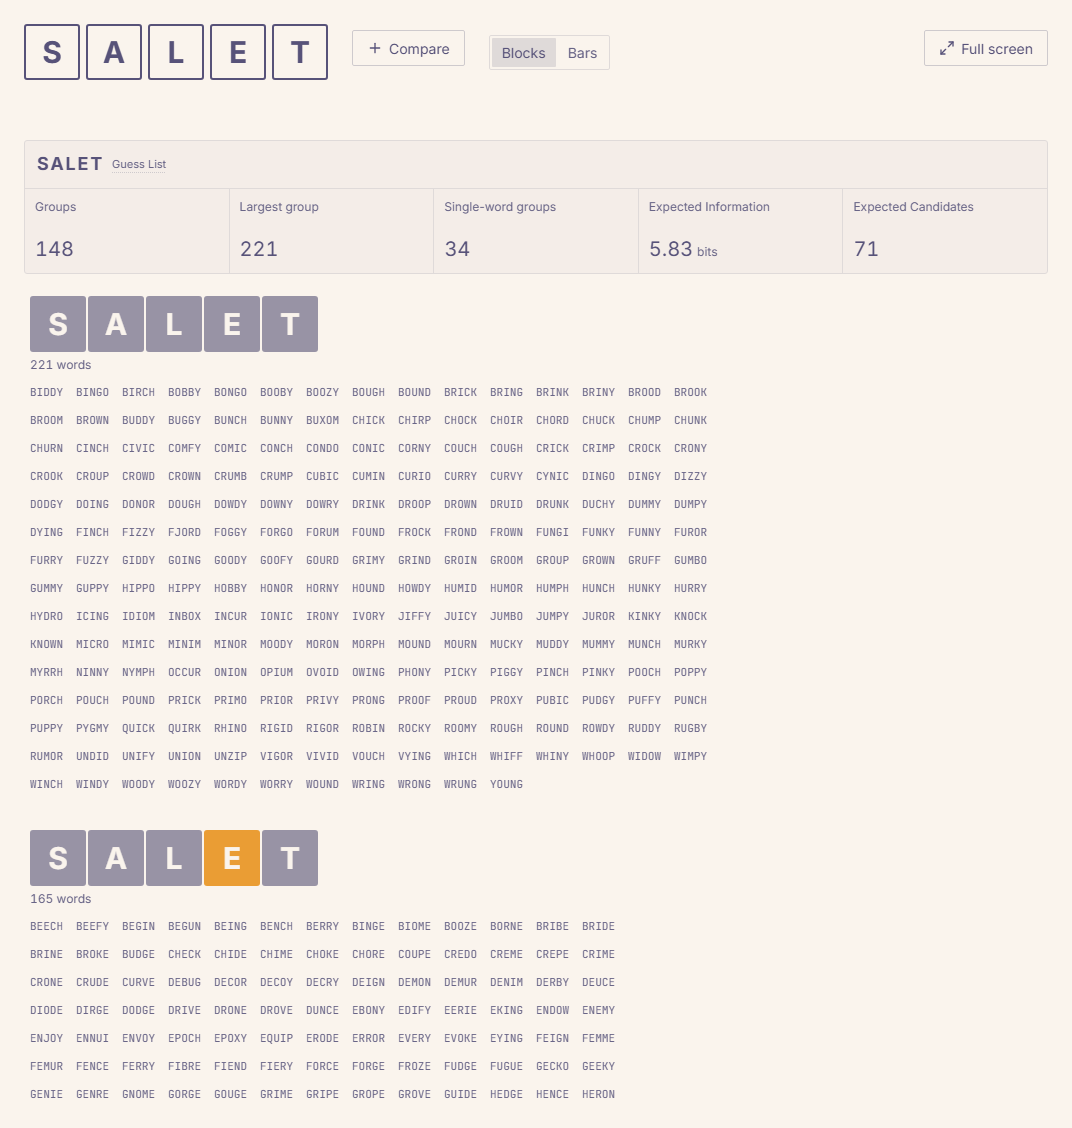 S A L E T + Compare Blocks Bars Full screen
SALET Guess List
Groups Largest group Single-word groups Expected Information Expected Candidates
148 221 34 5.83 bits 71
S A L E T
221 words
BIDDY BINGO BIRCH BOBBY BONGO BOOBY BOOZY BOUGH BOUND BRICK BRING BRINK BRINY BROOD BROOK
BROOM BROWN BUDDY BUGGY BUNCH BUNNY BUXOM CHICK CHIRP CHOCK CHOIR CHORD CHUCK CHUMP CHUNK
CHURN CINCH CIVIC COMFY COMIC CONCH CONDO CONIC CORNY COUCH COUGH CRICK CRIMP CROCK CRONY
CROOK CROUP CROWD CROWN CRUMB CRUMP CUBIC CUMIN CURIO CURRY CURVY CYNIC DINGO DINGY DIZZY
DODGY DOING DONOR DOUGH DOWDY DOWNY DOWRY DRINK DROOP DROWN DRUID DRUNK DUCHY DUMMY DUMPY
DYING FINCH FIZZY FJORD FOGGY FORGO FORUM FOUND FROCK FROND FROWN FUNGI FUNKY FUNNY FUROR
FURRY FUZZY GIDDY GOING GOODY GOOFY GOURD GRIMY GRIND GROIN GROOM GROUP GROWN GRUFF GUMBO
GUMMY GUPPY HIPPO HIPPY HOBBY HONOR HORNY HOUND HOWDY HUMID HUMOR HUMPH HUNCH HUNKY HURRY
HYDRO ICING IDIOM INBOX INCUR IONIC IRONY IVORY JIFFY JUICY JUMBO JUMPY JUROR KINKY KNOCK
KNOWN MICRO MIMIC MINIM MINOR MOODY MORON MORPH MOUND MOURN MUCKY MUDDY MUMMY MUNCH MURKY
MYRRH NINNY NYMPH OCCUR ONION OPIUM OVOID OWING PHONY PICKY PIGGY PINCH PINKY POOCH POPPY
PORCH POUCH POUND PRICK PRIMO PRIOR PRIVY PRONG PROOF PROUD PROXY PUBIC PUDGY PUFFY PUNCH
PUPPY PYGMY QUICK QUIRK RHINO RIGID RIGOR ROBIN ROCKY ROOMY ROUGH ROUND ROWDY RUDDY RUGBY
RUMOR UNDID UNIFY UNION UNZIP VIGOR VIVID VOUCH VYING WHICH WHIFF WHINY WHOOP WIDOW WIMPY
WINCH WINDY WOODY WOOZY WORDY WORRY WOUND WRING WRONG WRUNG YOUNG
S A L E T
165 words
BEECH BEEFY BEGIN BEGUN BEING BENCH BERRY BINGE BIOME BOOZE BORNE BRIBE BRIDE
BRINE BROKE BUDGE CHECK CHIDE CHIME CHOKE CHORE COUPE CREDO CREME CREPE CRIME
CRONE CRUDE CURVE DEBUG DECOR DECOY DECRY DEIGN DEMON DEMUR DENIM DERBY DEUCE
DIODE DIRGE DODGE DRIVE DRONE DROVE DUNCE EBONY EDIFY EERIE EKING ENDOW ENEMY
ENJOY ENNUI ENVOY EPOCH EPOXY EQUIP ERODE ERROR EVERY EVOKE EYING FEIGN FEMME
FEMUR FENCE FERRY FIBRE FIEND FIERY FORCE FORGE FROZE FUDGE FUGUE GECKO GEEKY
GENIE GENRE GNOME GORGE GOUGE GRIME GRIPE GROPE GROVE GUIDE HEDGE HENCE HERON